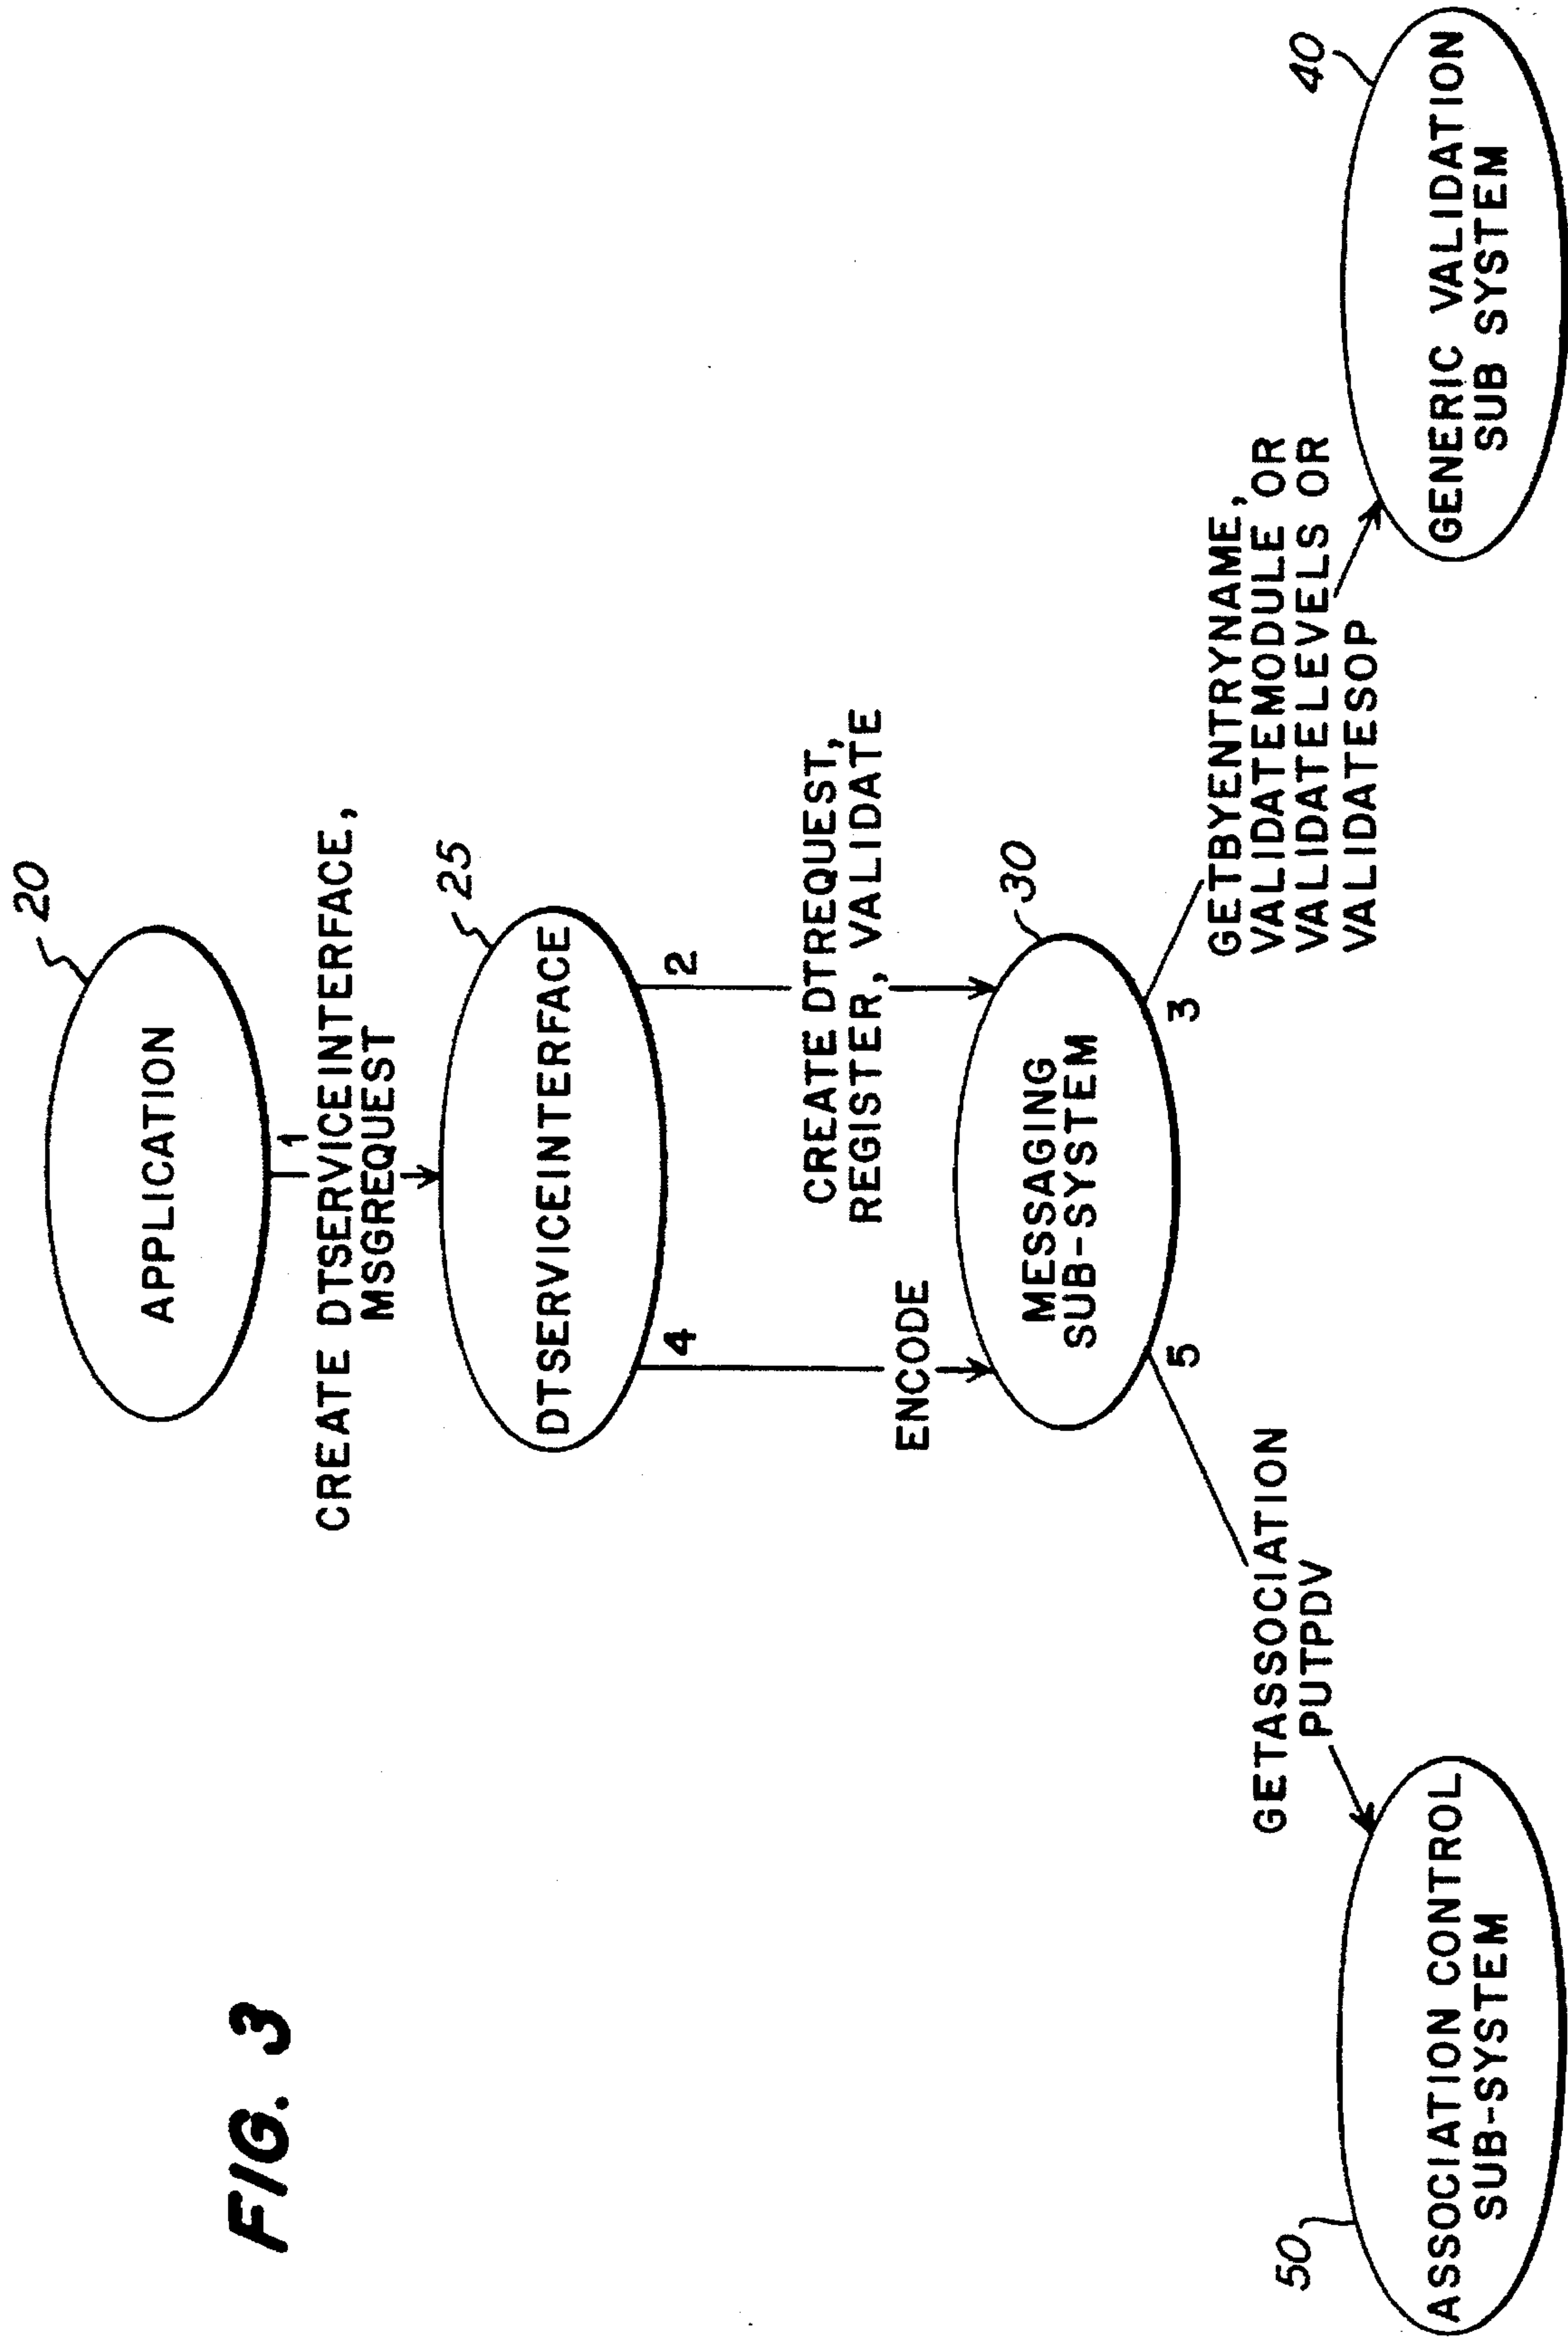 FIG. 3
20
APPLICATION
1
CREATE DTSERVICEINTERFACE,
MSGREQUEST
25
DTSERVICEINTERFACE
4
2
ENCODE
CREATE DTREQUEST,
REGISTER, VALIDATE
30
MESSAGING
SUB-SYSTEM
5
3
GETASSOCIATION
PUTPDV
GETBYENTRYNAME,
VALIDATEMODULE OR
VALIDATELEVELS OR
VALIDATESOP
50
ASSOCIATION CONTROL
SUB-SYSTEM
40
GENERIC VALIDATION
SUB SYSTEM